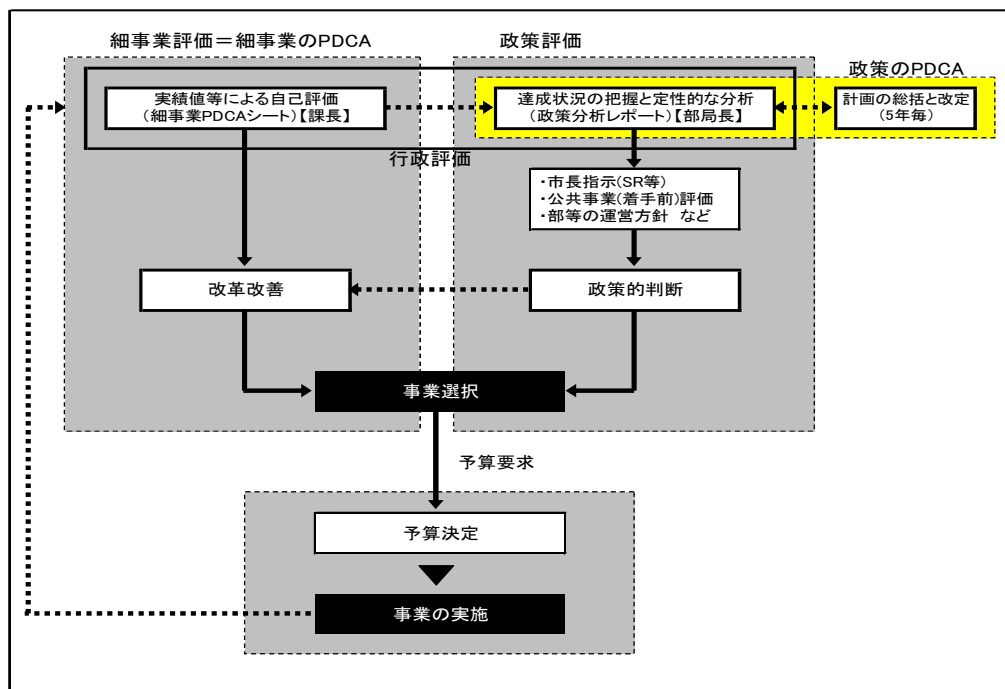 細事業評価＝細事業のPDCA
政策評価
政策のPDCA
実績値等による自己評価
(細事業PDCAシート)【課長】
達成状況の把握と定性的な分析
(政策分析レポート)【部局長】
計画の総括と改定
(5年毎)
行政評価
・市長指示(SR等)
・公共事業(着手前)評価
・部等の運営方針 など
改革改善
政策的判断
事業選択
予算要求
予算決定
事業の実施